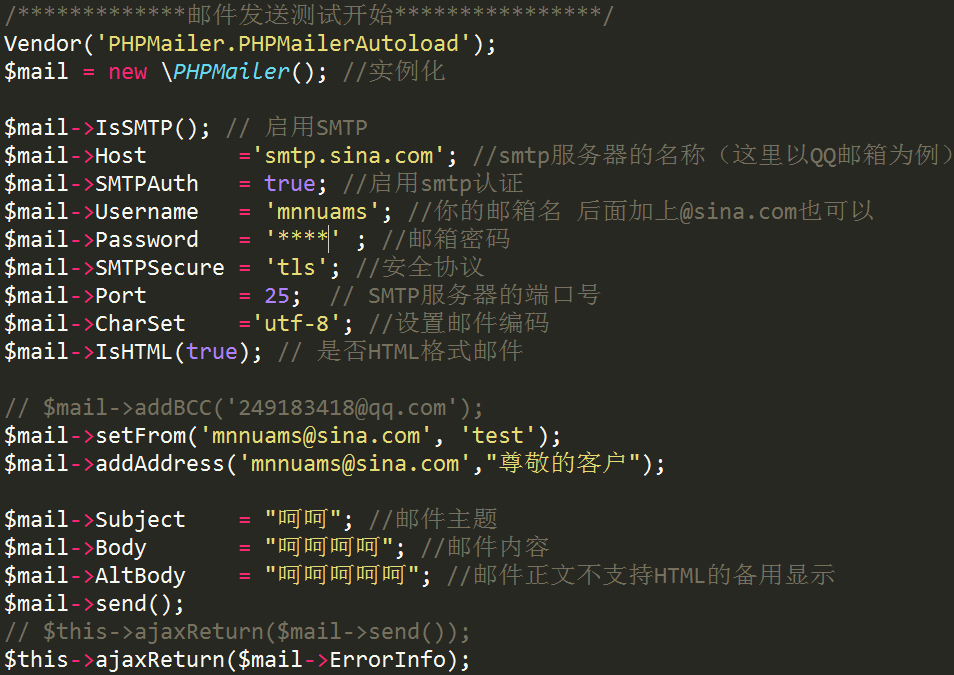 /*************邮件发送测试开始****************/
Vendor('PHPMailer.PHPMailerAutoload');
$mail = new \PHPMailer(); //实例化
$mail->IsSMTP(); // 启用SMTP
$mail->Host       ='smtp.sina.com'; //smtp服务器的名称（这里以QQ邮箱为例）
$mail->SMTPAuth   = true; //启用smtp认证
$mail->Username   = 'mnnuams'; //你的邮箱名 后面加上@sina.com也可以
$mail->Password   = '****' ; //邮箱密码
$mail->SMTPSecure = 'tls'; //安全协议
$mail->Port       = 25;  // SMTP服务器的端口号
$mail->CharSet    ='utf-8'; //设置邮件编码
$mail->IsHTML(true); // 是否HTML格式邮件
// $mail->addBCC('249183418@qq.com');
$mail->setFrom('mnnuams@sina.com', 'test');
$mail->addAddress('mnnuams@sina.com',"尊敬的客户");
$mail->Subject    = "呵呵"; //邮件主题
$mail->Body       = "呵呵呵呵"; //邮件内容
$mail->AltBody    = "呵呵呵呵呵"; //邮件正文不支持HTML的备用显示
$mail->send();
// $this->ajaxReturn($mail->send());
$this->ajaxReturn($mail->ErrorInfo);